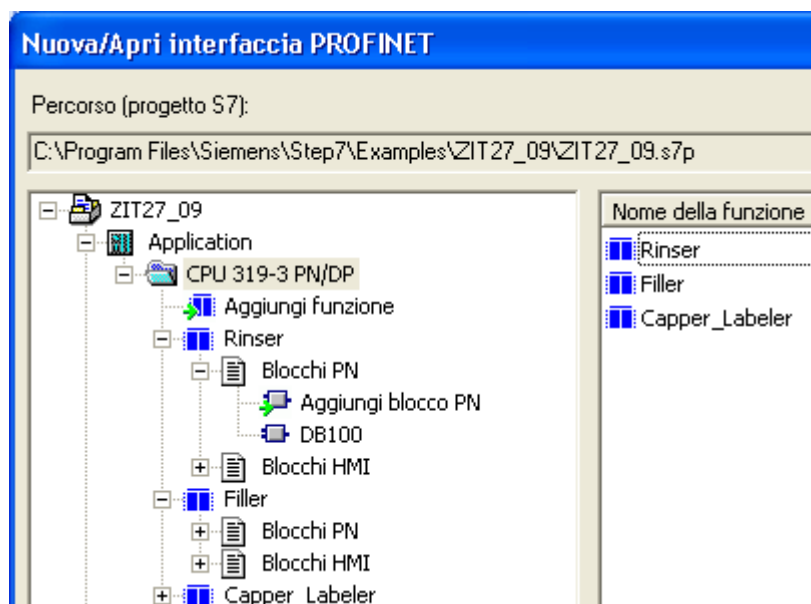 Nuova/Apri interfaccia PROFINET
Percorso (progetto S7):
C:\Program Files\Siemens\Step7\Examples\ZIT27_09\ZIT27_09.s7p
ZIT27_09
Application
CPU 319-3 PN/DP
Aggiungi funzione
Rinser
Blocchi PN
Aggiungi blocco PN
DB100
Blocchi HMI
Filler
Blocchi PN
Blocchi HMI
Capper_Labeler
Nome della funzione
Rinser
Filler
Capper_Labeler